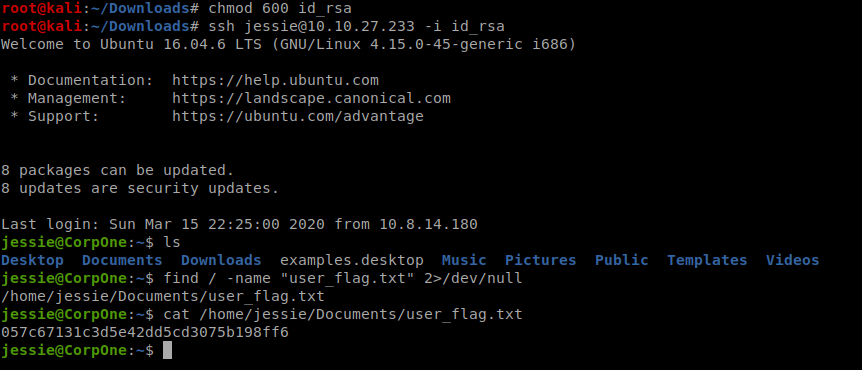 root@kali:~/Downloads# chmod 600 id_rsa
root@kali:~/Downloads# ssh jessie@10.10.27.233 -i id_rsa
Welcome to Ubuntu 16.04.6 LTS (GNU/Linux 4.15.0-45-generic i686)

 * Documentation:  https://help.ubuntu.com
 * Management:     https://landscape.canonical.com
 * Support:        https://ubuntu.com/advantage


8 packages can be updated.
8 updates are security updates.

Last login: Sun Mar 15 22:25:00 2020 from 10.8.14.180
jessie@CorpOne:~$ ls
Desktop  Documents  Downloads  examples.desktop  Music  Pictures  Public  Templates  Videos
jessie@CorpOne:~$ find / -name "user_flag.txt" 2>/dev/null
/home/jessie/Documents/user_flag.txt
jessie@CorpOne:~$ cat /home/jessie/Documents/user_flag.txt
057c67131c3d5e42dd5cd3075b198ff6
jessie@CorpOne:~$